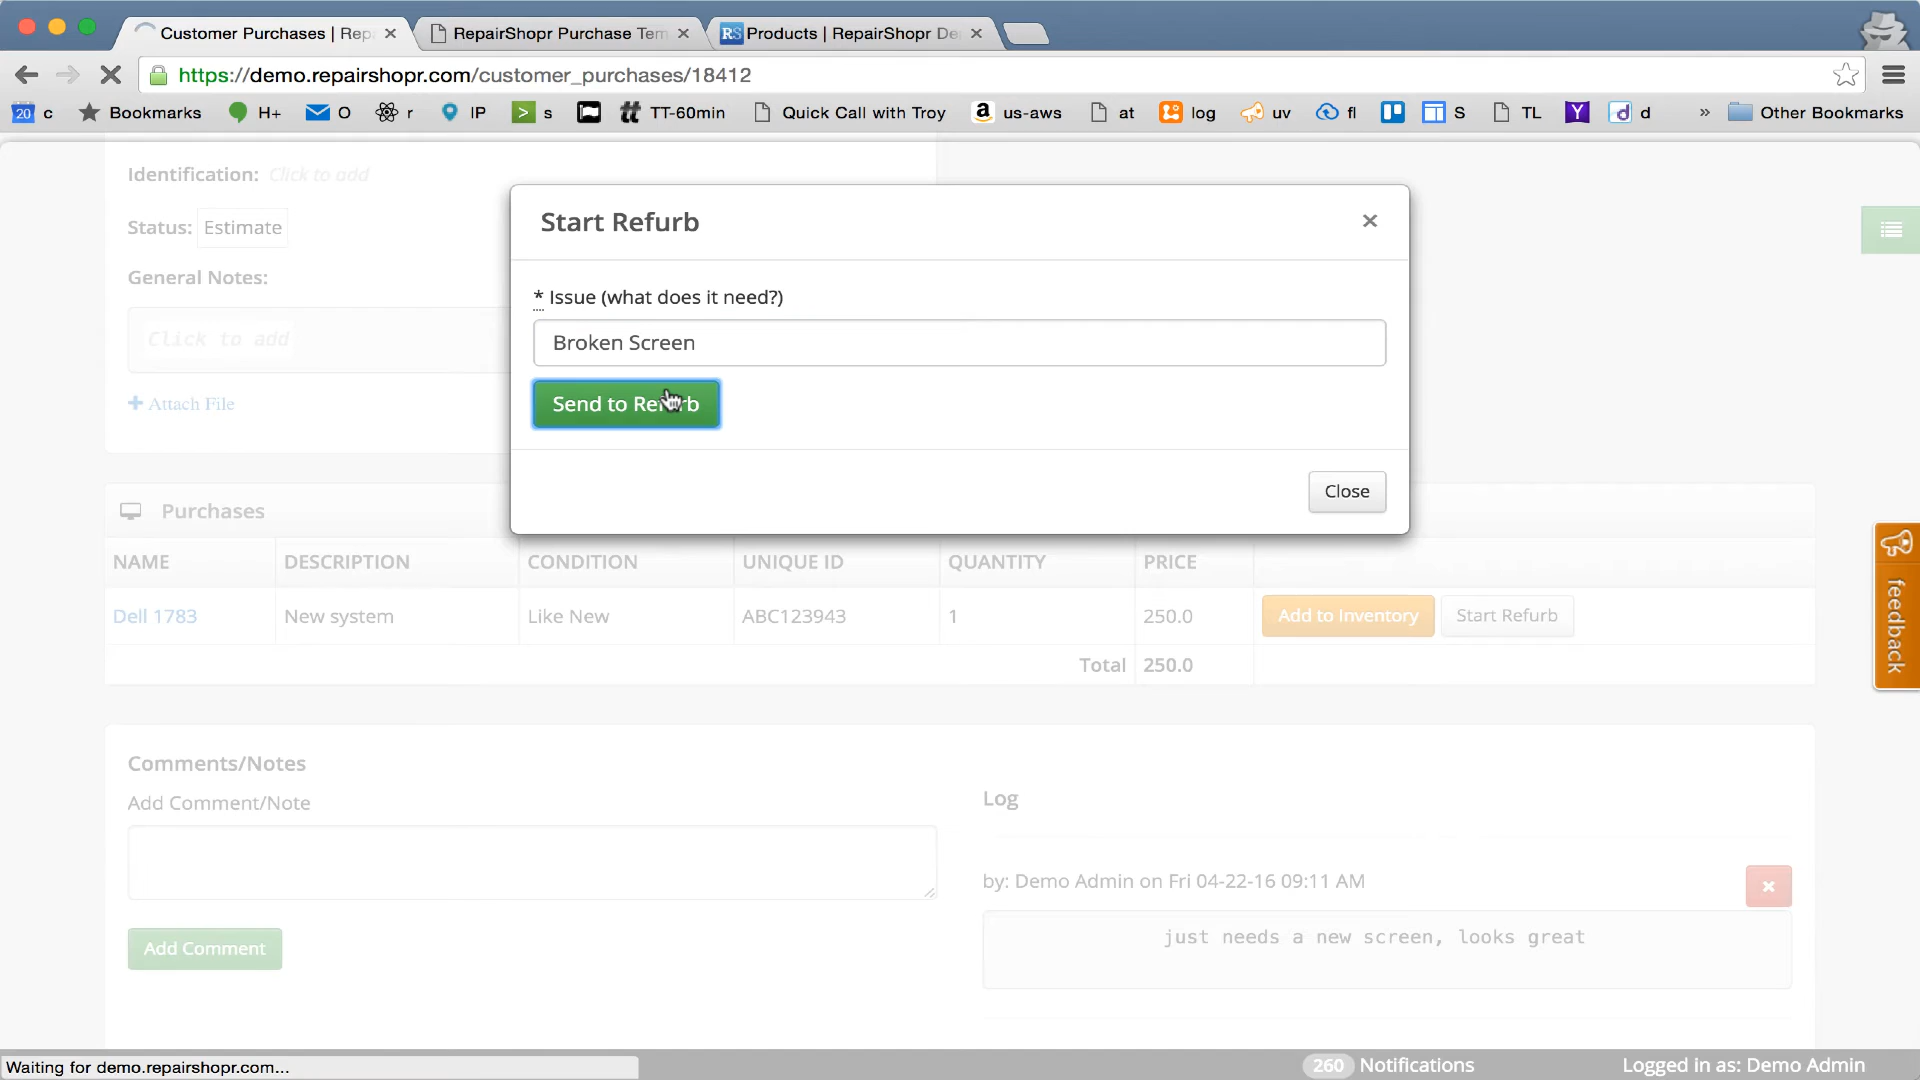 Customer Purchases | Rep
RepairShopr Purchase Tem
RS Products | RepairShopr De
https://demo.repairshopr.com/customer_purchases/18412
20 c Bookmarks H+ O r IP > s TT-60min Quick Call with Troy a us-aws at log uv fl S TL Y d d » Other Bookmarks
Identification: Click to add
Status: Estimate
General Notes:
Click to add
+ Attach File
Start Refurb ×
* Issue (what does it need?)
Broken Screen
Send to Refurb
Close
Purchases
NAME DESCRIPTION CONDITION UNIQUE ID QUANTITY PRICE
Dell 1783 New system Like New ABC123943 1 250.0 Add to Inventory Start Refurb
Total 250.0
feedback
Comments/Notes
Add Comment/Note
Add Comment
Log
by: Demo Admin on Fri 04-22-16 09:11 AM
just needs a new screen, looks great
Waiting for demo.repairshopr.com...
260 Notifications
Logged in as: Demo Admin